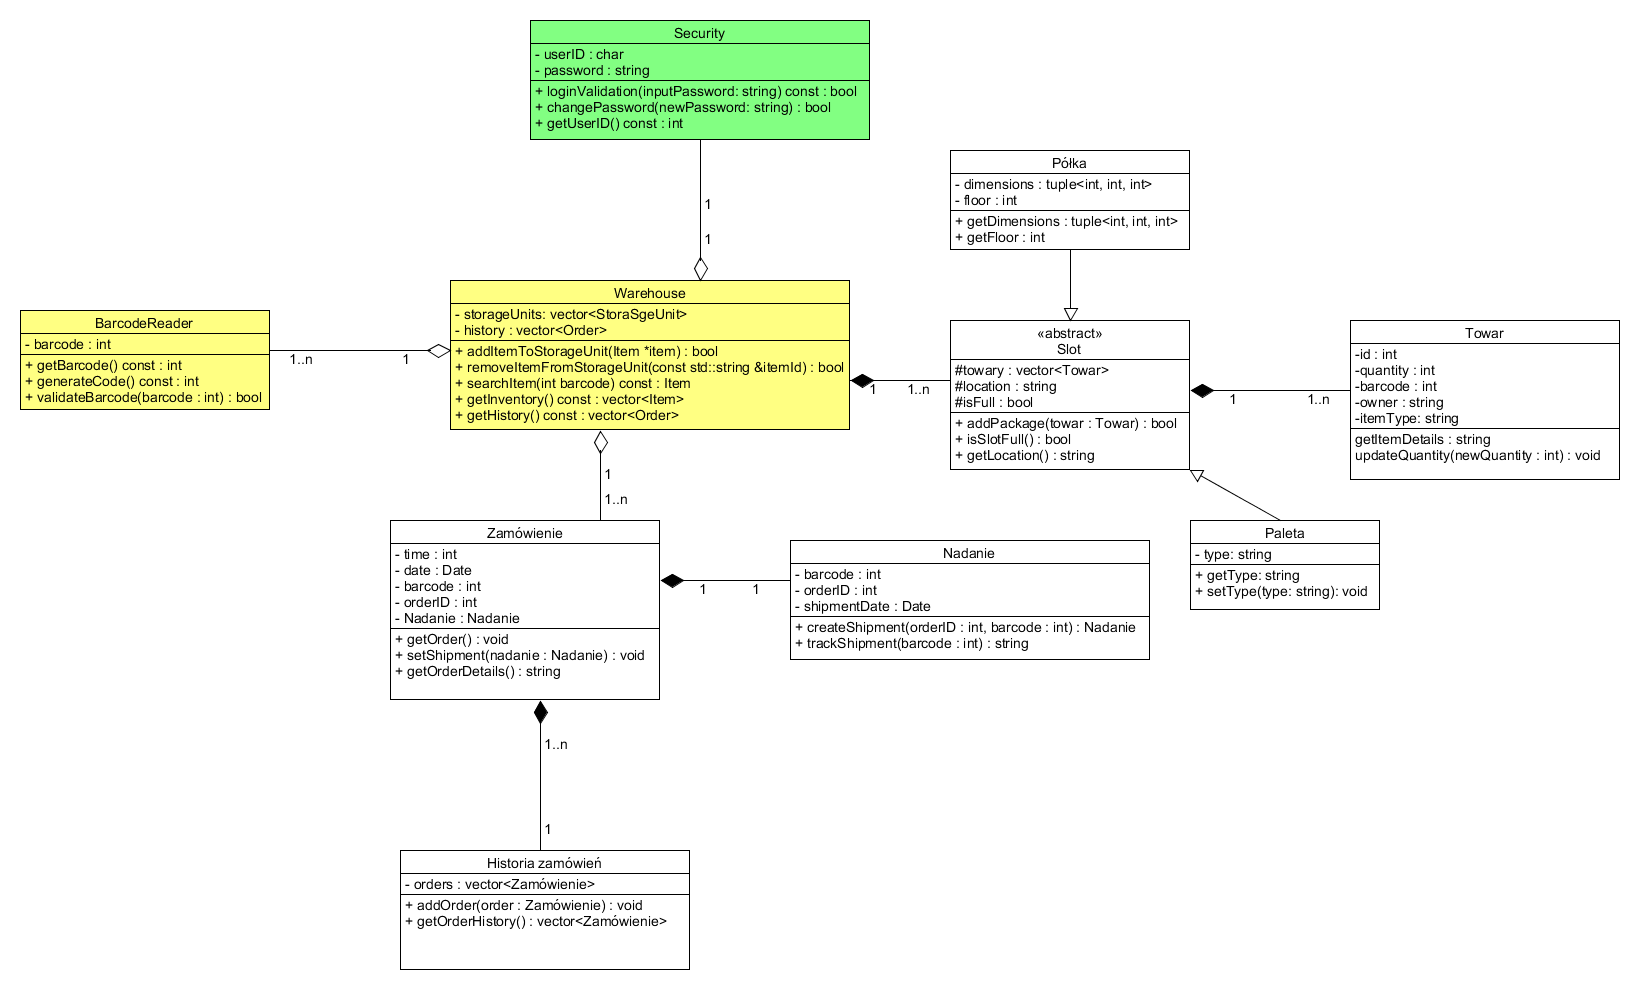 Security
- userID : char
- password : string
+ loginValidation(inputPassword: string) const : bool
+ changePassword(newPassword: string) : bool
+ getUserID() const : int
1
1
Półka
- dimensions : tuple<int, int, int>
- floor : int
+ getDimensions : tuple<int, int, int>
+ getFloor : int
BarcodeReader
- barcode : int
+ getBarcode() const : int
+ generateCode() const : int
+ validateBarcode(barcode : int) : bool
1..n
1
Warehouse
- storageUnits: vector<StoraSgeUnit>
- history : vector<Order>
+ addItemToStorageUnit(Item *item) : bool
+ removeItemFromStorageUnit(const std::string &itemId) : bool
+ searchItem(int barcode) const : Item
+ getInventory() const : vector<Item>
+ getHistory() const : vector<Order>
1
1..n
«abstract»
Slot
#towary : vector<Towar>
#location : string
#isFull : bool
+ addPackage(towar : Towar) : bool
+ isSlotFull() : bool
+ getLocation() : string
1
1..n
Towar
-id : int
-quantity : int
-barcode : int
-owner : string
-itemType: string
getItemDetails : string
updateQuantity(newQuantity : int) : void
1
1..n
Zamówienie
- time : int
- date : Date
- barcode : int
- orderID : int
- Nadanie : Nadanie
+ getOrder() : void
+ setShipment(nadanie : Nadanie) : void
+ getOrderDetails() : string
1
1
Nadanie
- barcode : int
- orderID : int
- shipmentDate : Date
+ createShipment(orderID : int, barcode : int) : Nadanie
+ trackShipment(barcode : int) : string
Paleta
- type: string
+ getType: string
+ setType(type: string): void
1..n
1
Historia zamówień
- orders : vector<Zamówienie>
+ addOrder(order : Zamówienie) : void
+ getOrderHistory() : vector<Zamówienie>